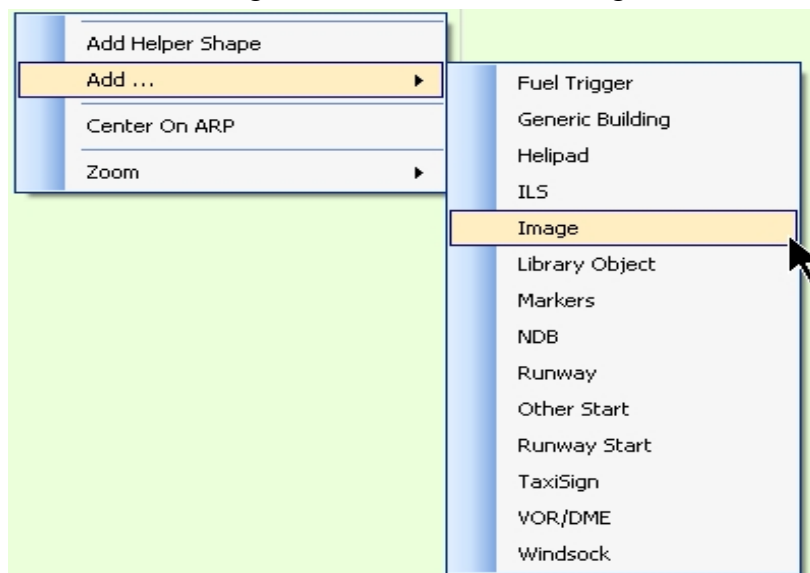 Add Helper Shape
Add ...
Center On ARP
Zoom
Fuel Trigger
Generic Building
Helipad
ILS
Image
Library Object
Markers
NDB
Runway
Other Start
Runway Start
TaxiSign
VOR/DME
Windsock